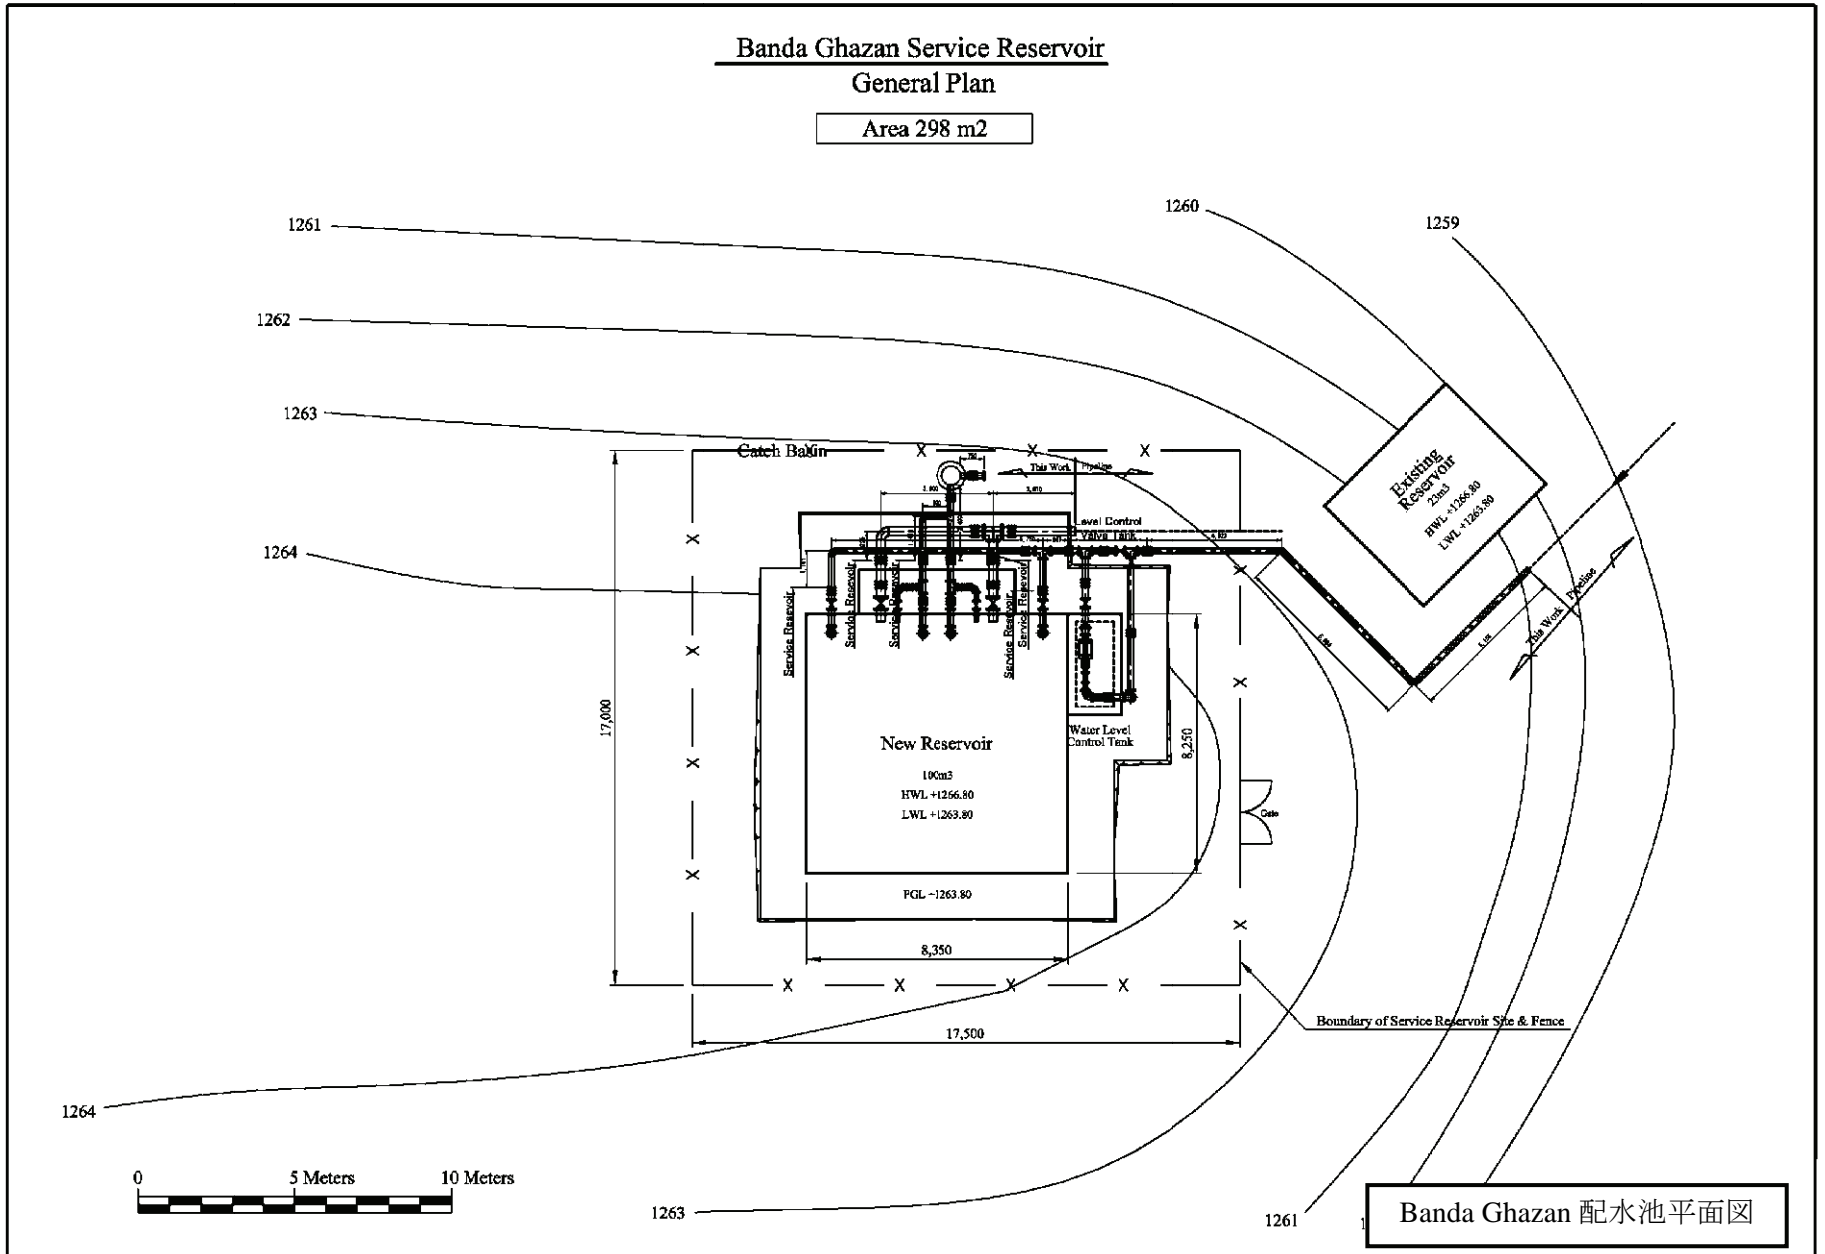 Banda Ghazan Service Reservoir
General Plan
Area 298 m2
1261
1260
1259
1262
1263
1264
Catch Basin
This Work
Pipeline
Level Control
Valve Tank
Service Reservoir
Service Reservoir
Service Reservoir
Service Reservoir
Service Reservoir
Existing
Reservoir
23m3
HWL +1266.80
LWL +1263.80
This Work
Pipeline
17,000
New Reservoir
100m3
HWL +1266.80
LWL +1263.80
Water Level
Control Tank
8,250
Gate
FGL +1263.80
8,350
17,500
Boundary of Service Reservoir Site & Fence
1264
0
5 Meters
10 Meters
1263
1261
Banda Ghazan 配水池平面図